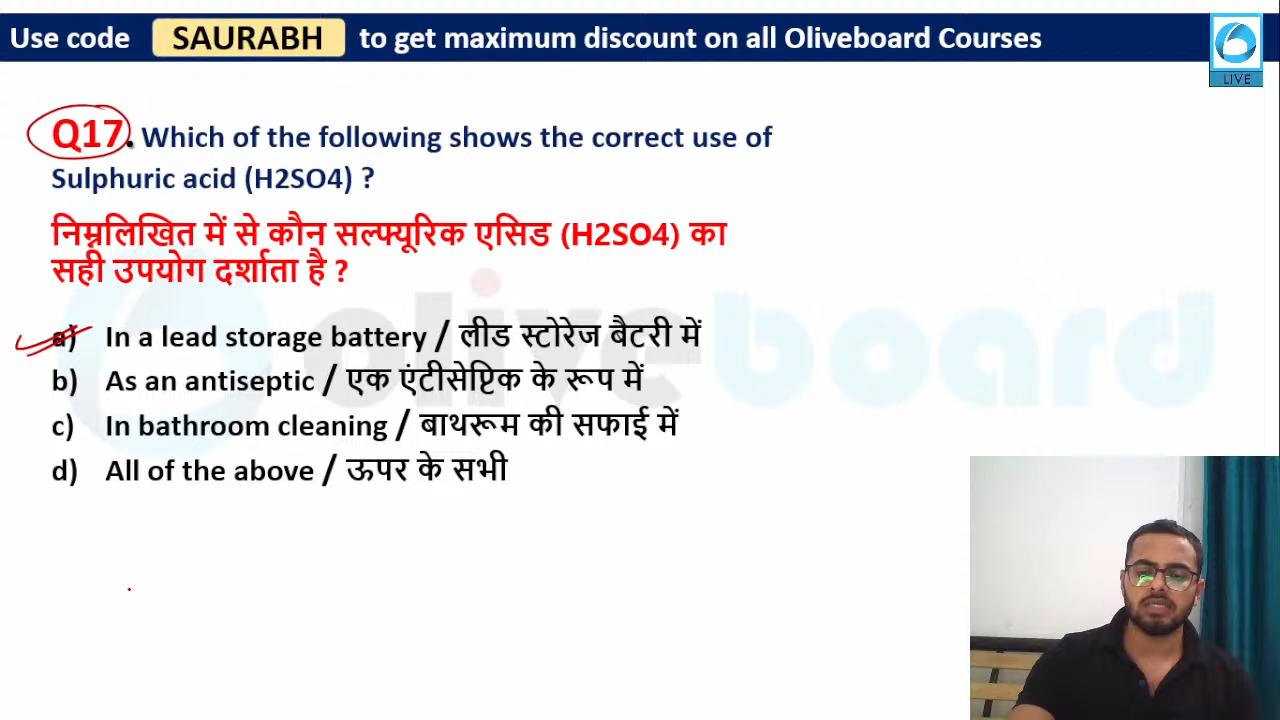 Use code SAURABH to get maximum discount on all Oliveboard Courses
LIVE
Q17. Which of the following shows the correct use of
Sulphuric acid (H2SO4) ?
निम्नलिखित में से कौन सल्फ्यूरिक एसिड (H2SO4) का
सही उपयोग दर्शाता है ?
oliveboard
a) In a lead storage battery / लीड स्टोरेज बैटरी में
b) As an antiseptic / एक एंटीसेप्टिक के रूप में
c) In bathroom cleaning / बाथरूम की सफाई में
d) All of the above / ऊपर के सभी